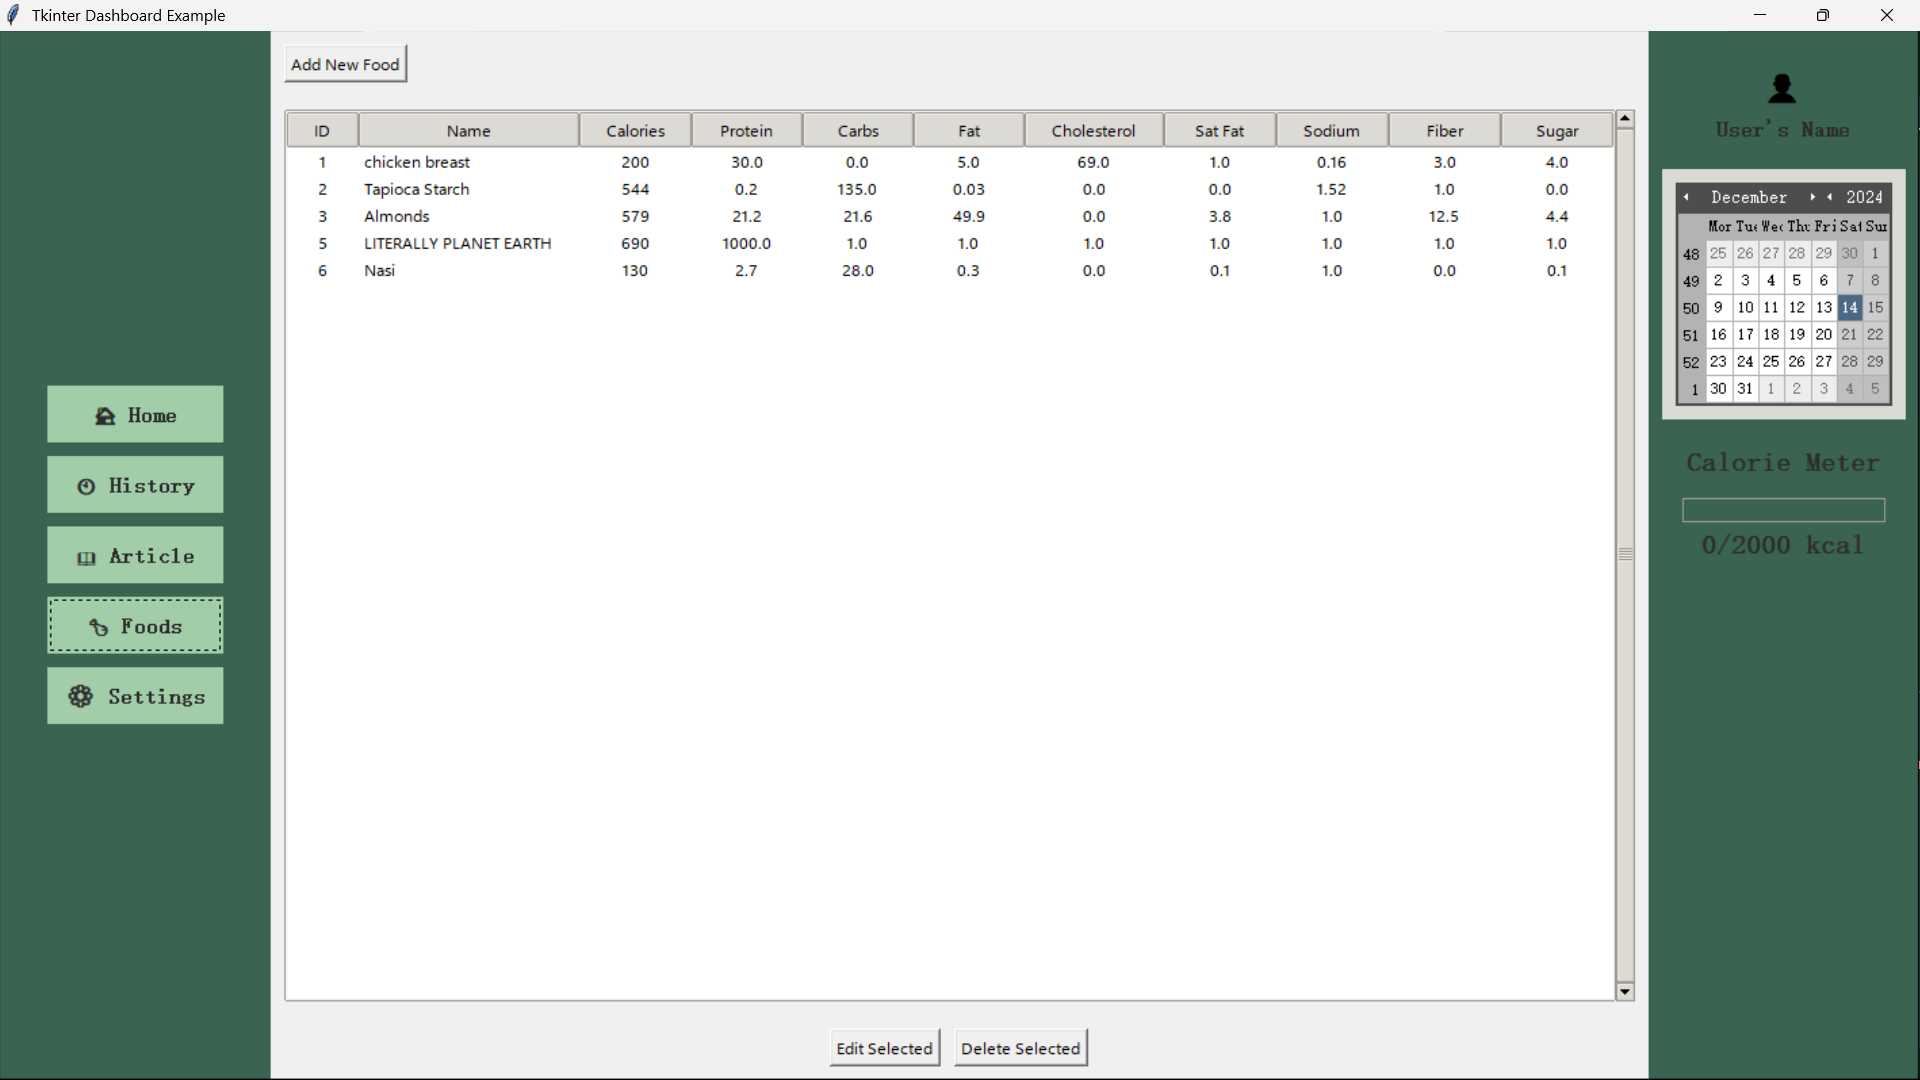 Tkinter Dashboard Example
Home
History
Article
Foods
Settings
Add New Food
ID Name Calories Protein Carbs Fat Cholesterol Sat Fat Sodium Fiber Sugar
1 chicken breast 200 30.0 0.0 5.0 69.0 1.0 0.16 3.0 4.0
2 Tapioca Starch 544 0.2 135.0 0.03 0.0 0.0 1.52 1.0 0.0
3 Almonds 579 21.2 21.6 49.9 0.0 3.8 1.0 12.5 4.4
5 LITERALLY PLANET EARTH 690 1000.0 1.0 1.0 1.0 1.0 1.0 1.0 1.0
6 Nasi 130 2.7 28.0 0.3 0.0 0.1 1.0 0.0 0.1
Edit Selected Delete Selected
User's Name
December 2024
Mon Tue Wed Thu Fri Sat Sun
48 25 26 27 28 29 30 1
49 2 3 4 5 6 7 8
50 9 10 11 12 13 14 15
51 16 17 18 19 20 21 22
52 23 24 25 26 27 28 29
1 30 31 1 2 3 4 5
Calorie Meter
0/2000 kcal